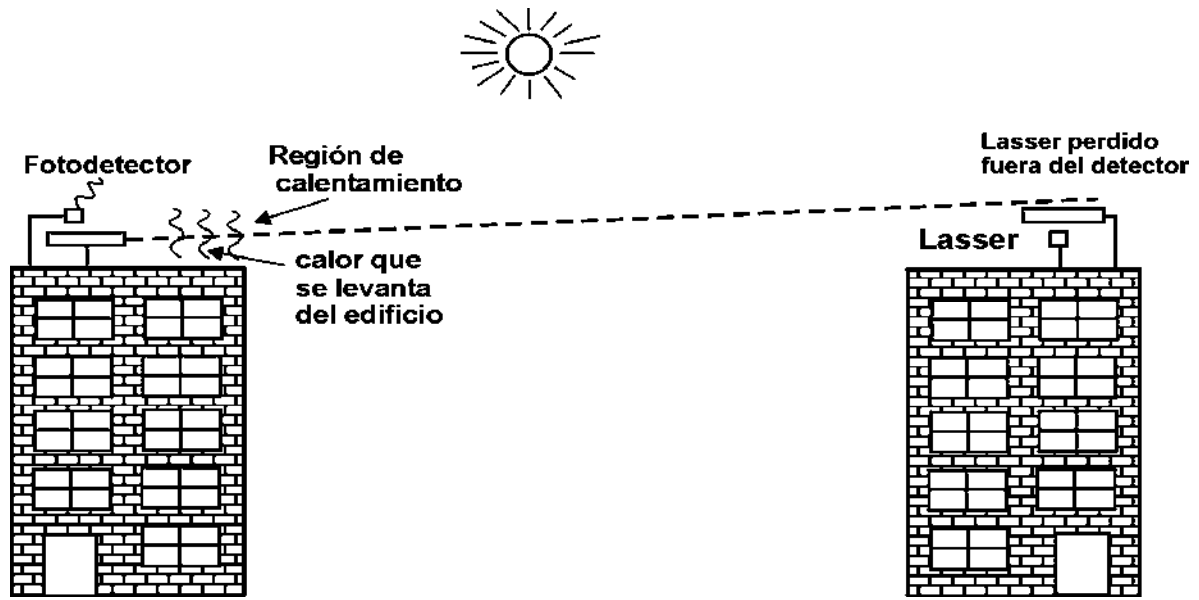 Fotodetector
Región de
calentamiento
Lasser perdido
fuera del detector
Lasser
calor que
se levanta
del edificio